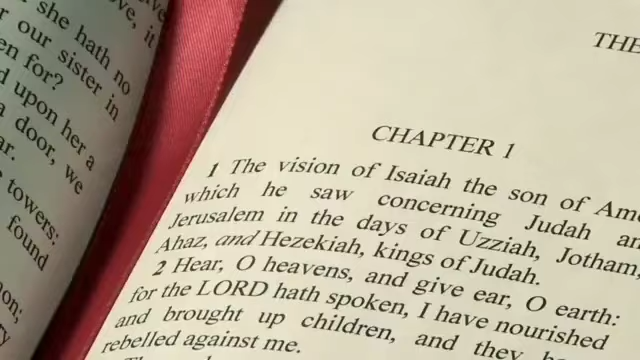 she hath no
our sister in
for?
upon her a
door, we
towers:
found
THE
CHAPTER 1
1 The vision of Isaiah the son of
which he saw concerning Judah
Jerusalem in the days of Uzziah, Jotham,
Ahaz, and Hezekiah, kings of Judah.
2 Hear, O heavens, and give ear, O earth:
for the LORD hath spoken, I have nourished
and brought up children, and they
rebelled against me.